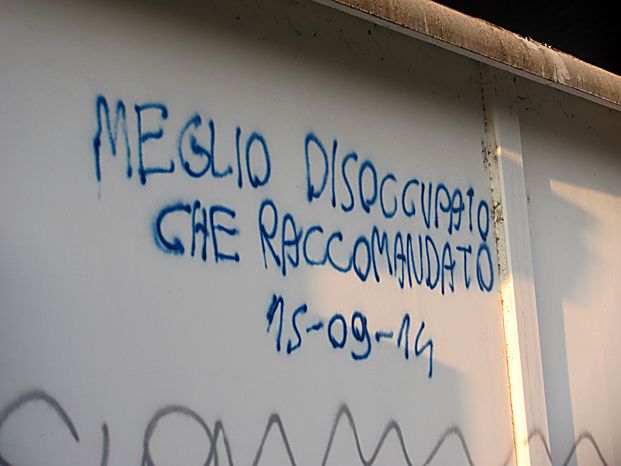 MEGLIO DISOCCUPATO
CHE RACCOMANDATO
15-09-14